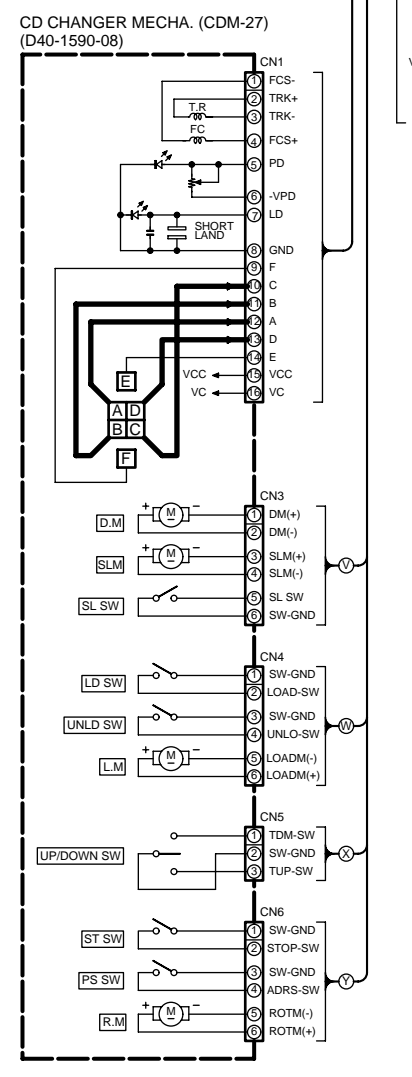 CD CHANGER MECHA. (CDM-27)
(D40-1590-08)
V
CN1
1 FCS-
2 TRK+
T.R
3 TRK-
FC
4 FCS+
5 PD
6 -VPD
7 LD
SHORT
LAND
8 GND
9 F
10 C
11 B
12 A
13 D
14 E
E
VCC 15 VCC
VC 16 VC
A D
B C
F
CN3
D.M + M - 1 DM(+)
2 DM(-)
SLM + M - 3 SLM(+)
4 SLM(-)
V
SL SW 5 SL SW
6 SW-GND
CN4
LD SW 1 SW-GND
2 LOAD-SW
UNLD SW 3 SW-GND
4 UNLO-SW
W
L.M + M - 5 LOADM(-)
6 LOADM(+)
CN5
1 TDM-SW
UP/DOWN SW 2 SW-GND
X
3 TUP-SW
CN6
ST SW 1 SW-GND
2 STOP-SW
PS SW 3 SW-GND
4 ADRS-SW
Y
R.M + M - 5 ROTM(-)
6 ROTM(+)